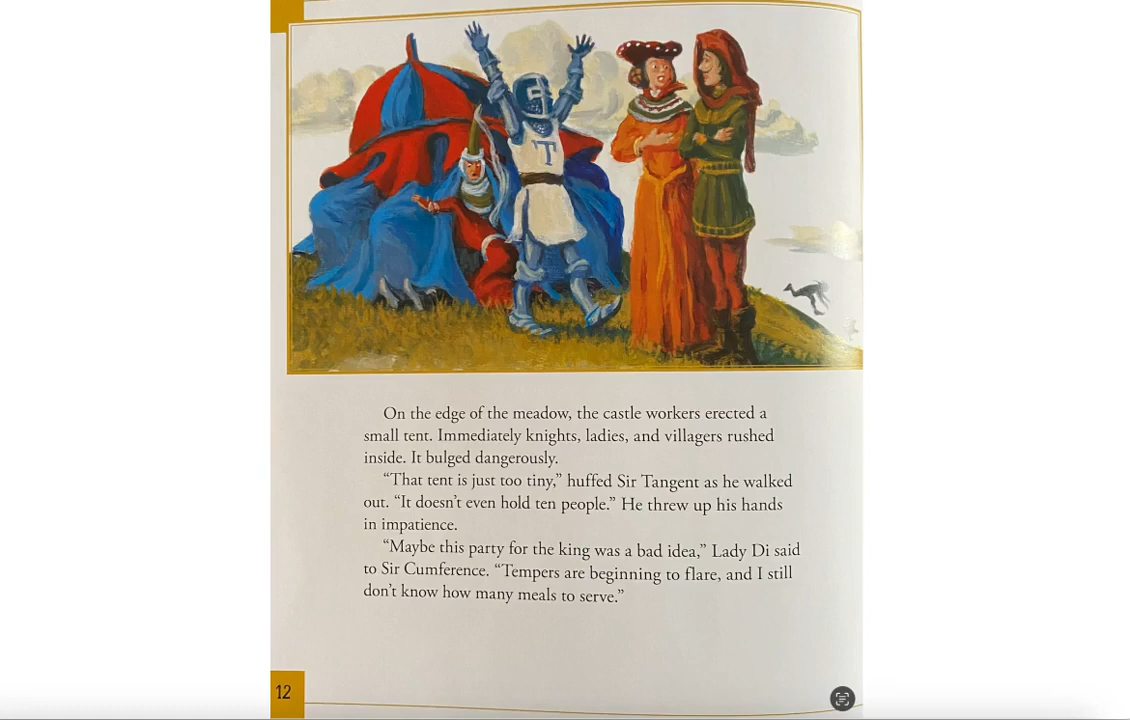 T
On the edge of the meadow, the castle workers erected a
small tent. Immediately knights, ladies, and villagers rushed
inside. It bulged dangerously.
“That tent is just too tiny,” huffed Sir Tangent as he walked
out. “It doesn’t even hold ten people.” He threw up his hands
in impatience.
“Maybe this party for the king was a bad idea,” Lady Di said
to Sir Cumference. “Tempers are beginning to flare, and I still
don’t know how many meals to serve.”
12